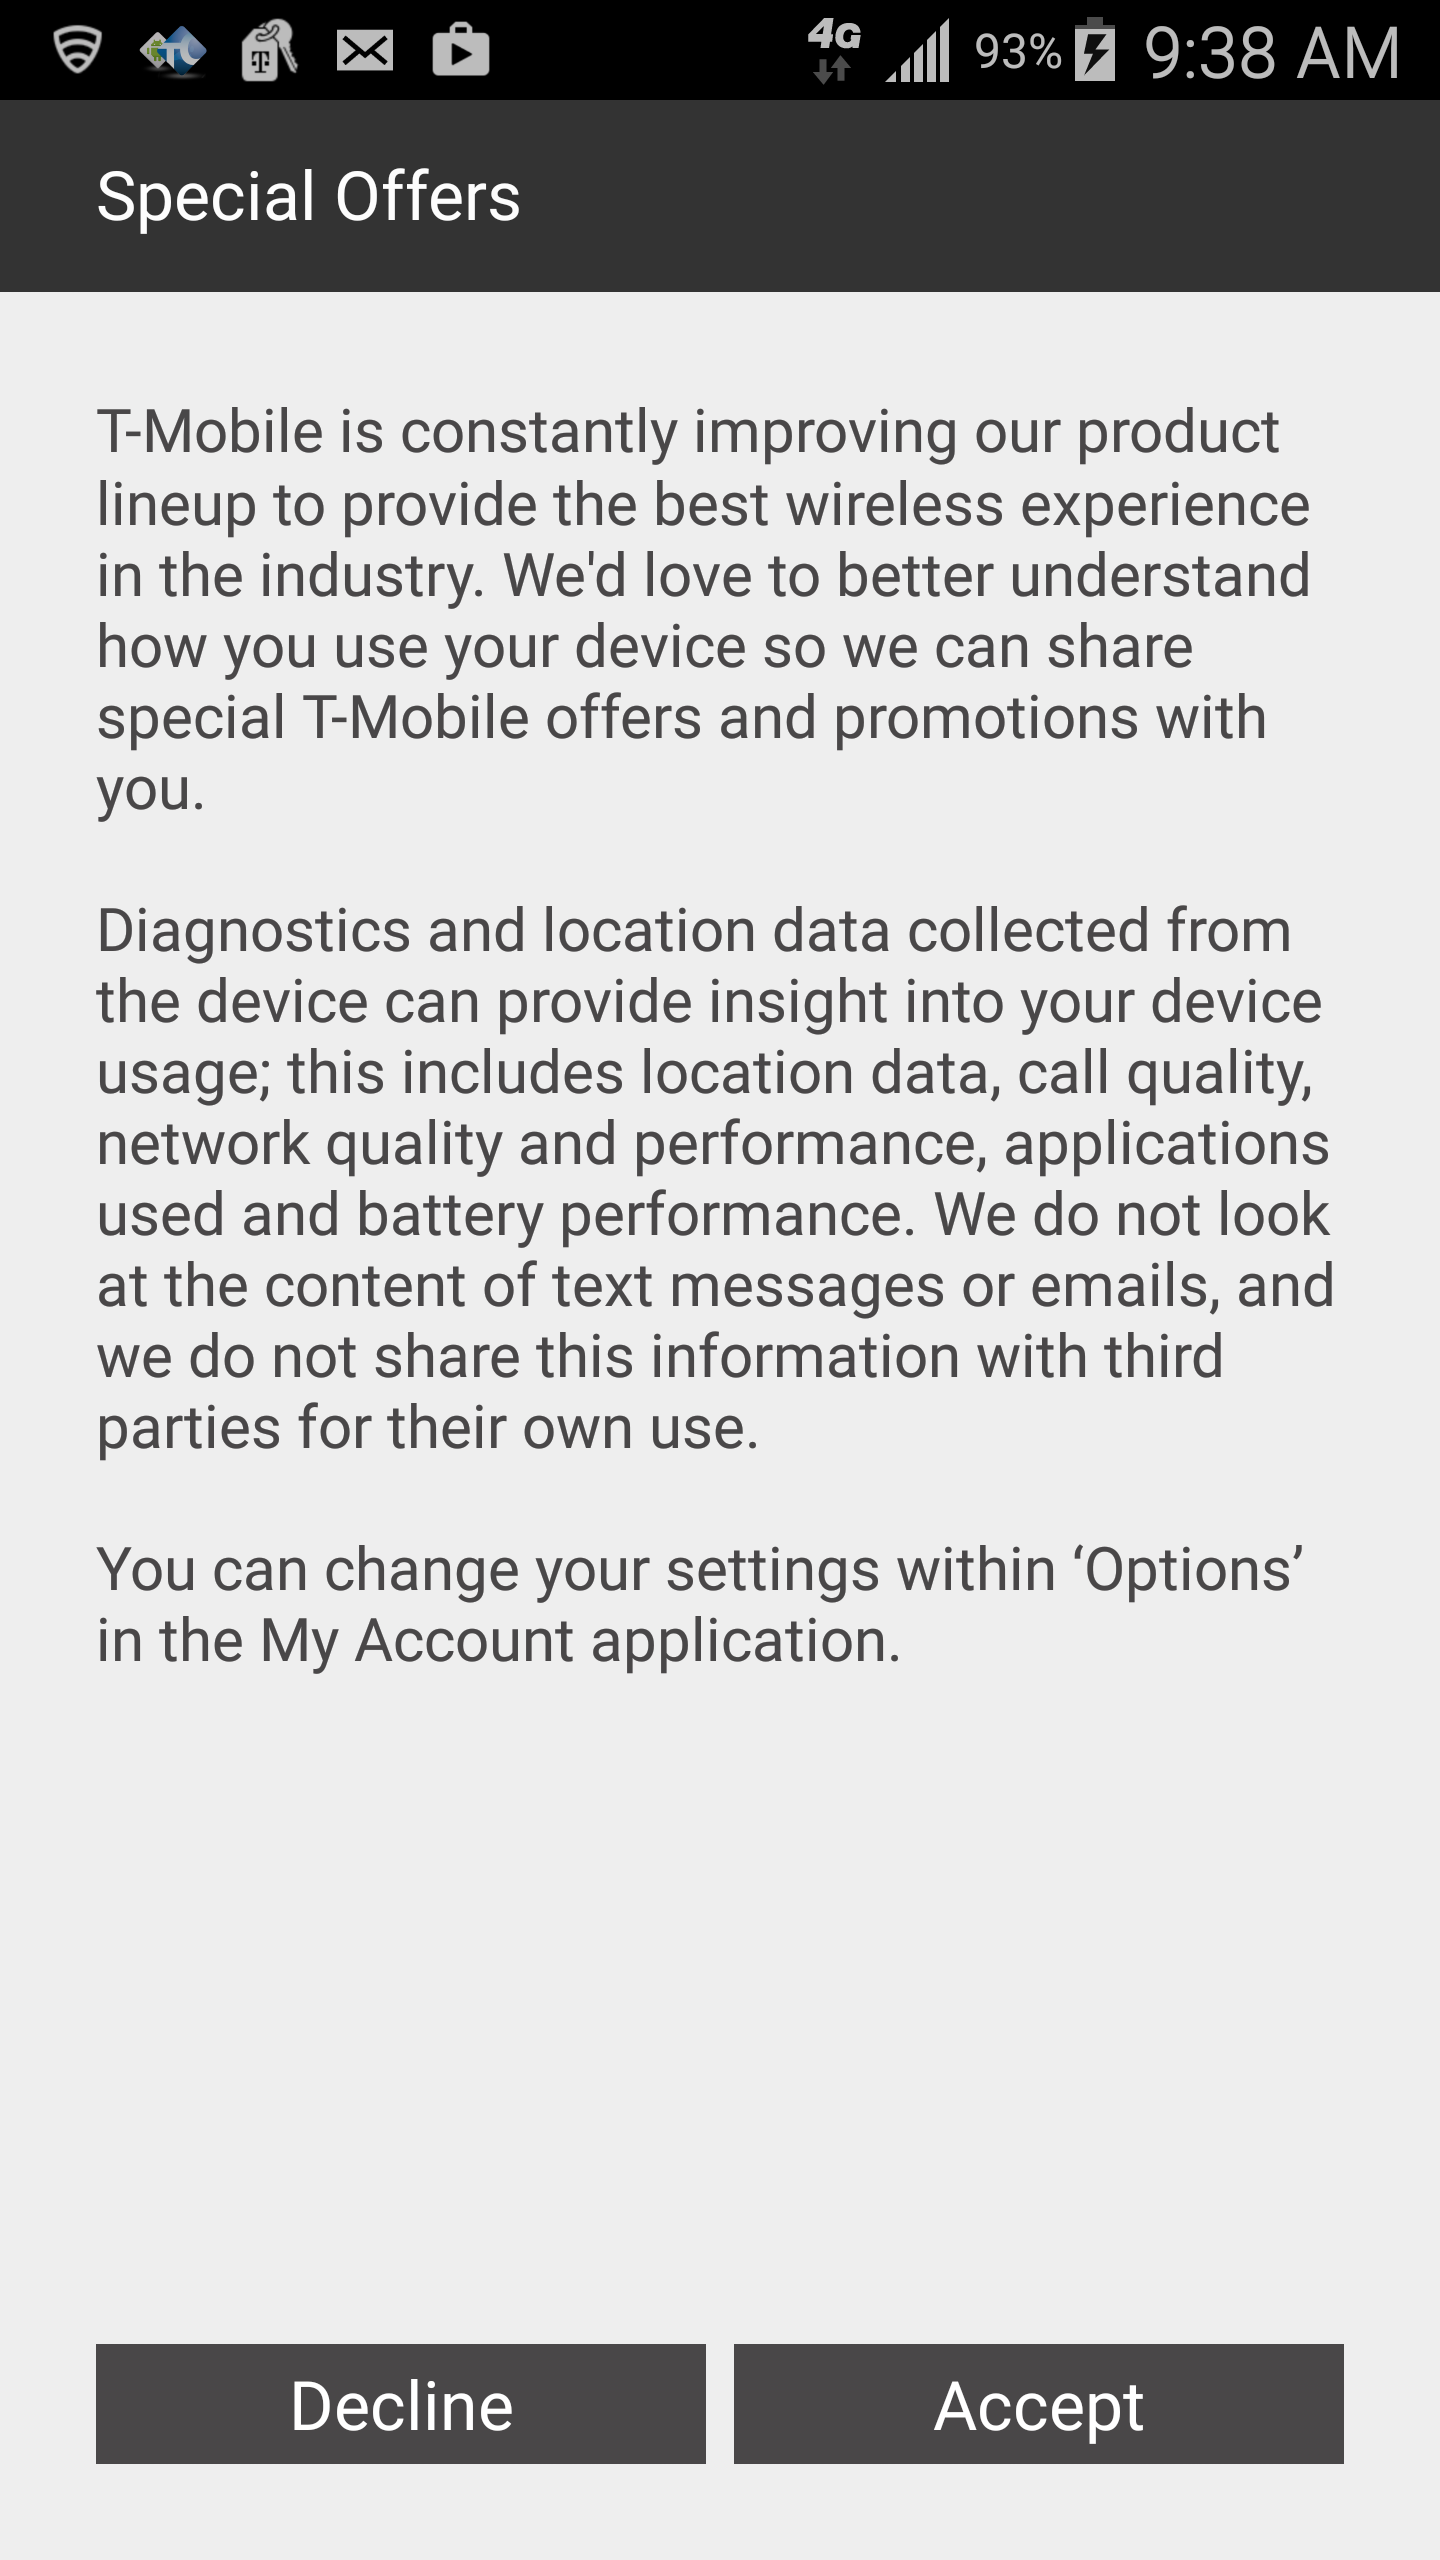 4G 93% 9:38 AM
Special Offers
T-Mobile is constantly improving our product
lineup to provide the best wireless experience
in the industry. We'd love to better understand
how you use your device so we can share
special T-Mobile offers and promotions with
you.
Diagnostics and location data collected from
the device can provide insight into your device
usage; this includes location data, call quality,
network quality and performance, applications
used and battery performance. We do not look
at the content of text messages or emails, and
we do not share this information with third
parties for their own use.
You can change your settings within ‘Options’
in the My Account application.
Decline Accept